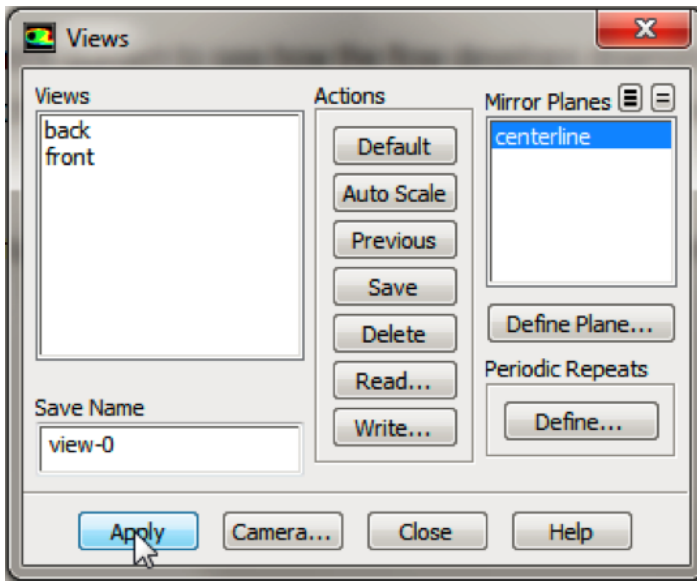 Views
Views
back
front
Save Name
view-0
Actions
Default
Auto Scale
Previous
Save
Delete
Read...
Write...
Mirror Planes
centerline
Define Plane...
Periodic Repeats
Define...
Apply
Camera...
Close
Help